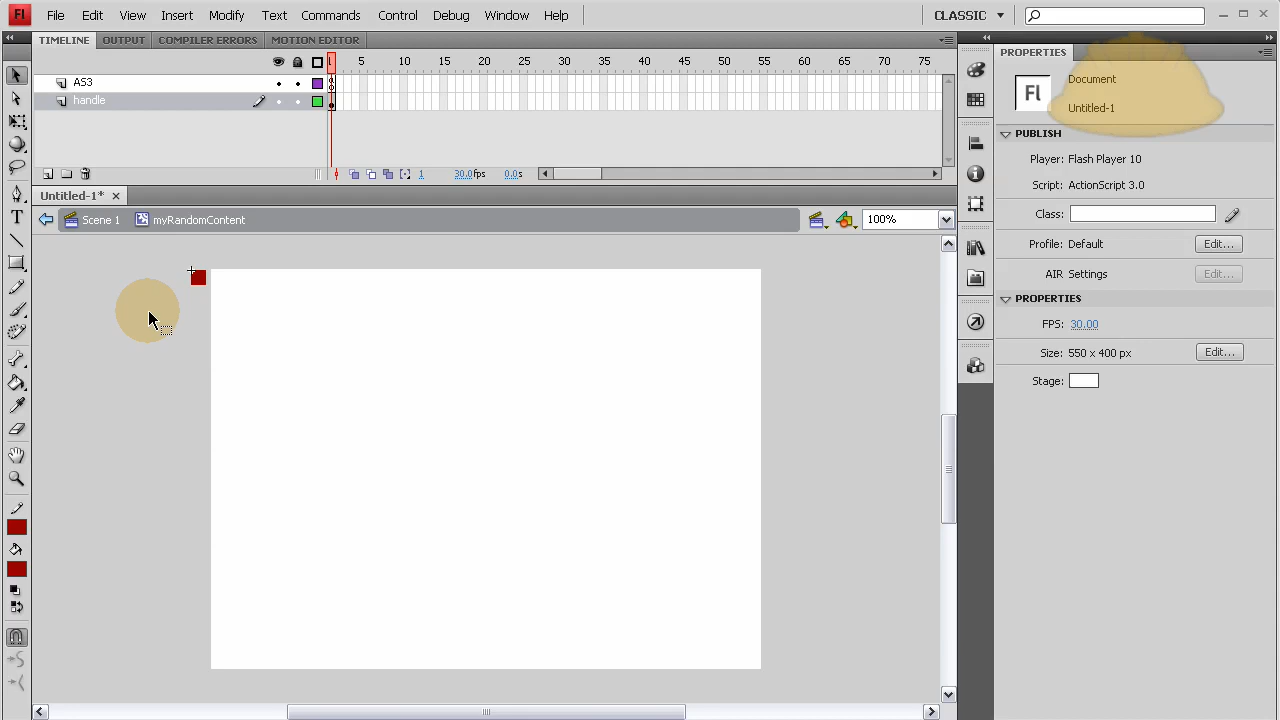 Fl File Edit View Insert Modify Text Commands Control Debug Window Help CLASSIC
TIMELINE OUTPUT COMPILER ERRORS MOTION EDITOR
PROPERTIES
1 5 10 15 20 25 30 35 40 45 50 55 60 65 70 75
AS3
handle
Fl Document
Untitled-1
PUBLISH
Player: Flash Player 10
1 30.0fps 0.0s
Script: ActionScript 3.0
Untitled-1*
Class:
Scene 1 myRandomContent 100%
Profile: Default Edit...
AIR Settings Edit...
PROPERTIES
FPS: 30.00
Size: 550 x 400 px Edit...
Stage: